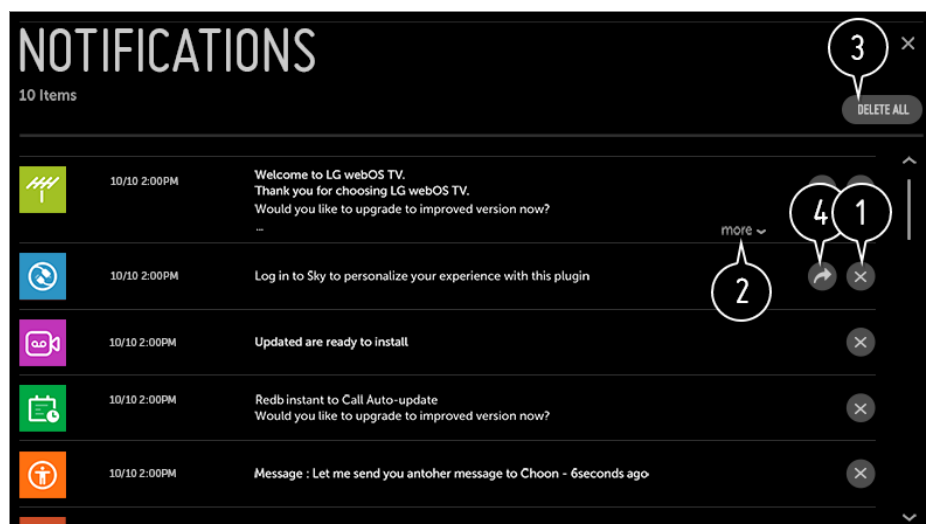 NOTIFICATIONS
10 Items
3
DELETE ALL
10/10 2:00PM
Welcome to LG webOS TV.
Thank you for choosing LG webOS TV.
Would you like to upgrade to improved version now?
...
more
4
1
10/10 2:00PM
Log in to Sky to personalize your experience with this plugin
2
10/10 2:00PM
Updated are ready to install
10/10 2:00PM
Redb instant to Call Auto-update
Would you like to upgrade to improved version now?
10/10 2:00PM
Message : Let me send you antoher message to Choon - 6seconds ago